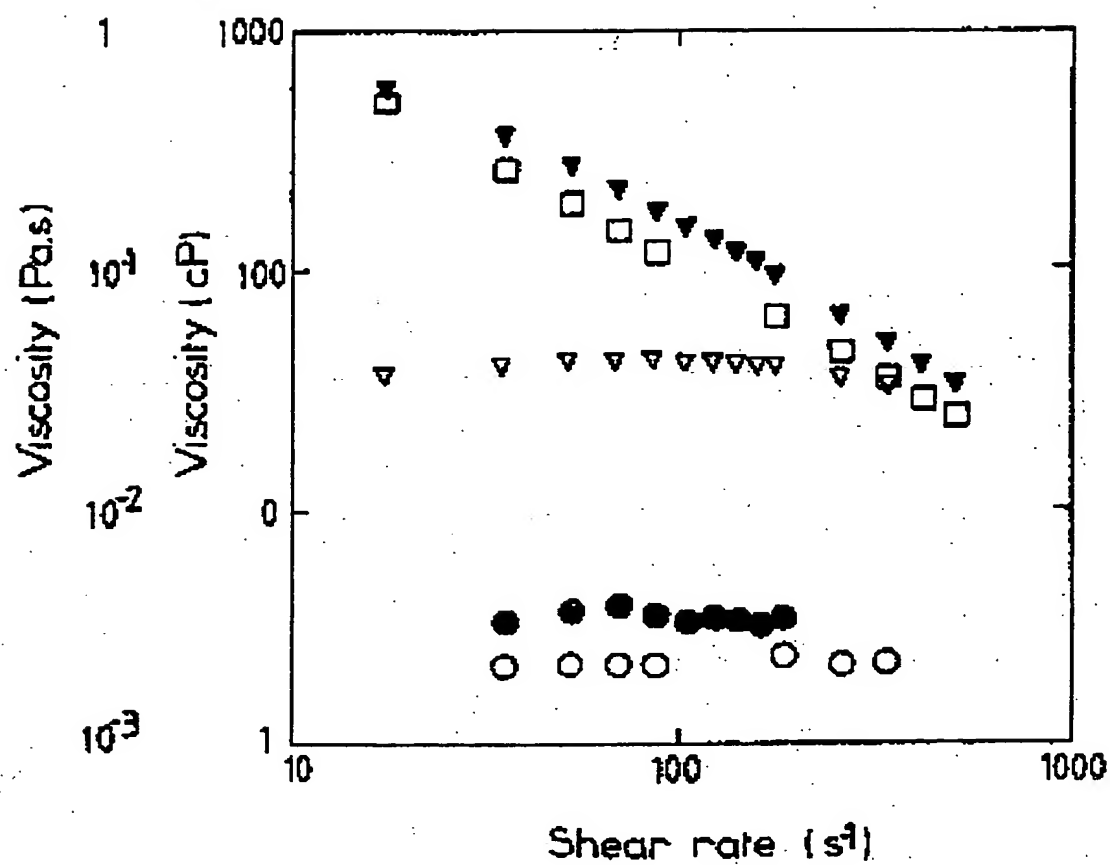 1 1000
Viscosity (Pa.s)
Viscosity (cP)
10⁻¹ 100
10⁻² 0
10⁻³ 1
10 100 1000
Shear rate (s⁻¹)